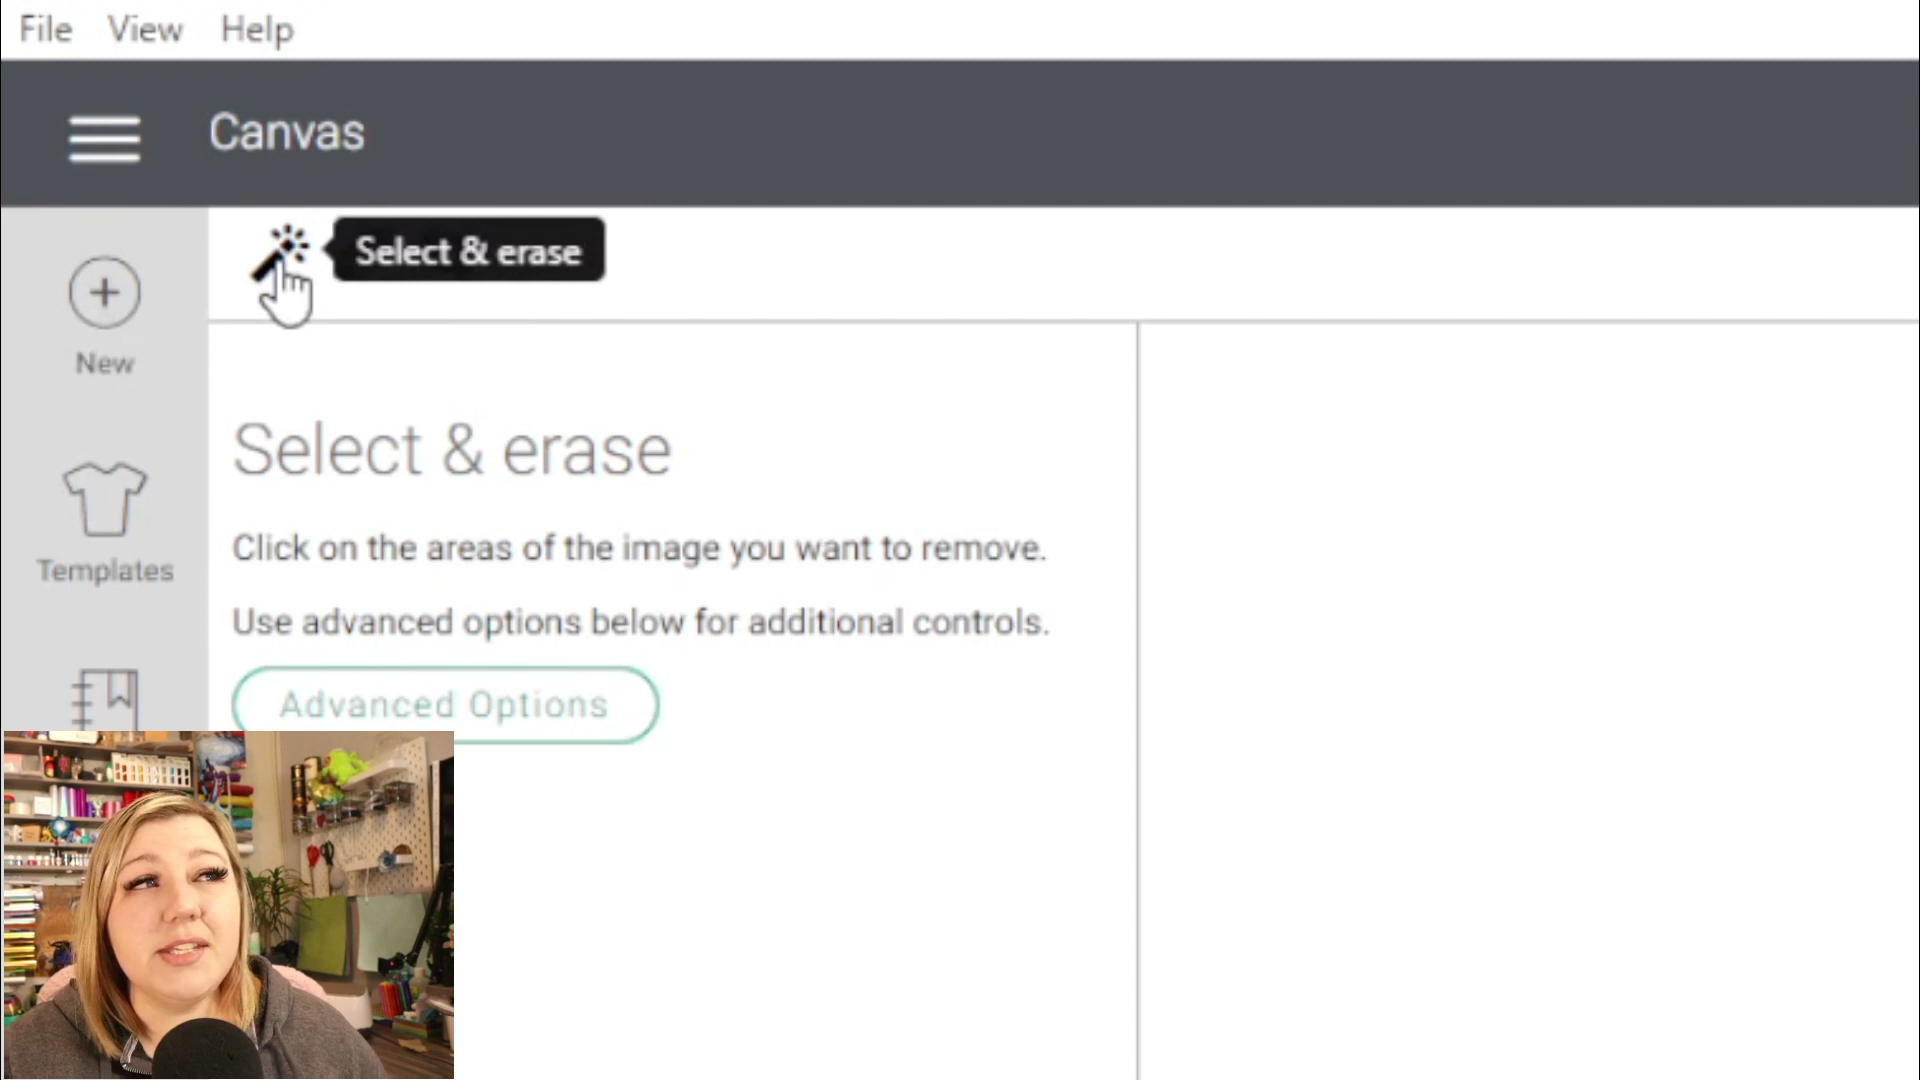 File View Help
Canvas
Select & erase
New
Select & erase
Click on the areas of the image you want to remove.
Templates
Use advanced options below for additional controls.
Advanced Options